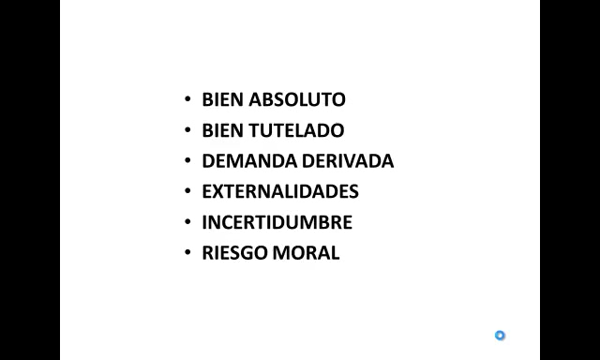 • BIEN ABSOLUTO
• BIEN TUTELADO
• DEMANDA DERIVADA
• EXTERNALIDADES
• INCERTIDUMBRE
• RIESGO MORAL